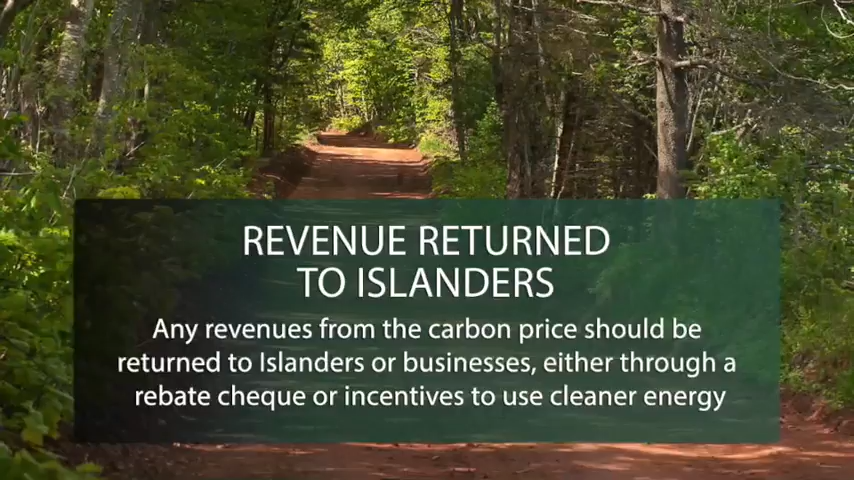 REVENUE RETURNED
TO ISLANDERS
Any revenues from the carbon price should be
returned to Islanders or businesses, either through a
rebate cheque or incentives to use cleaner energy